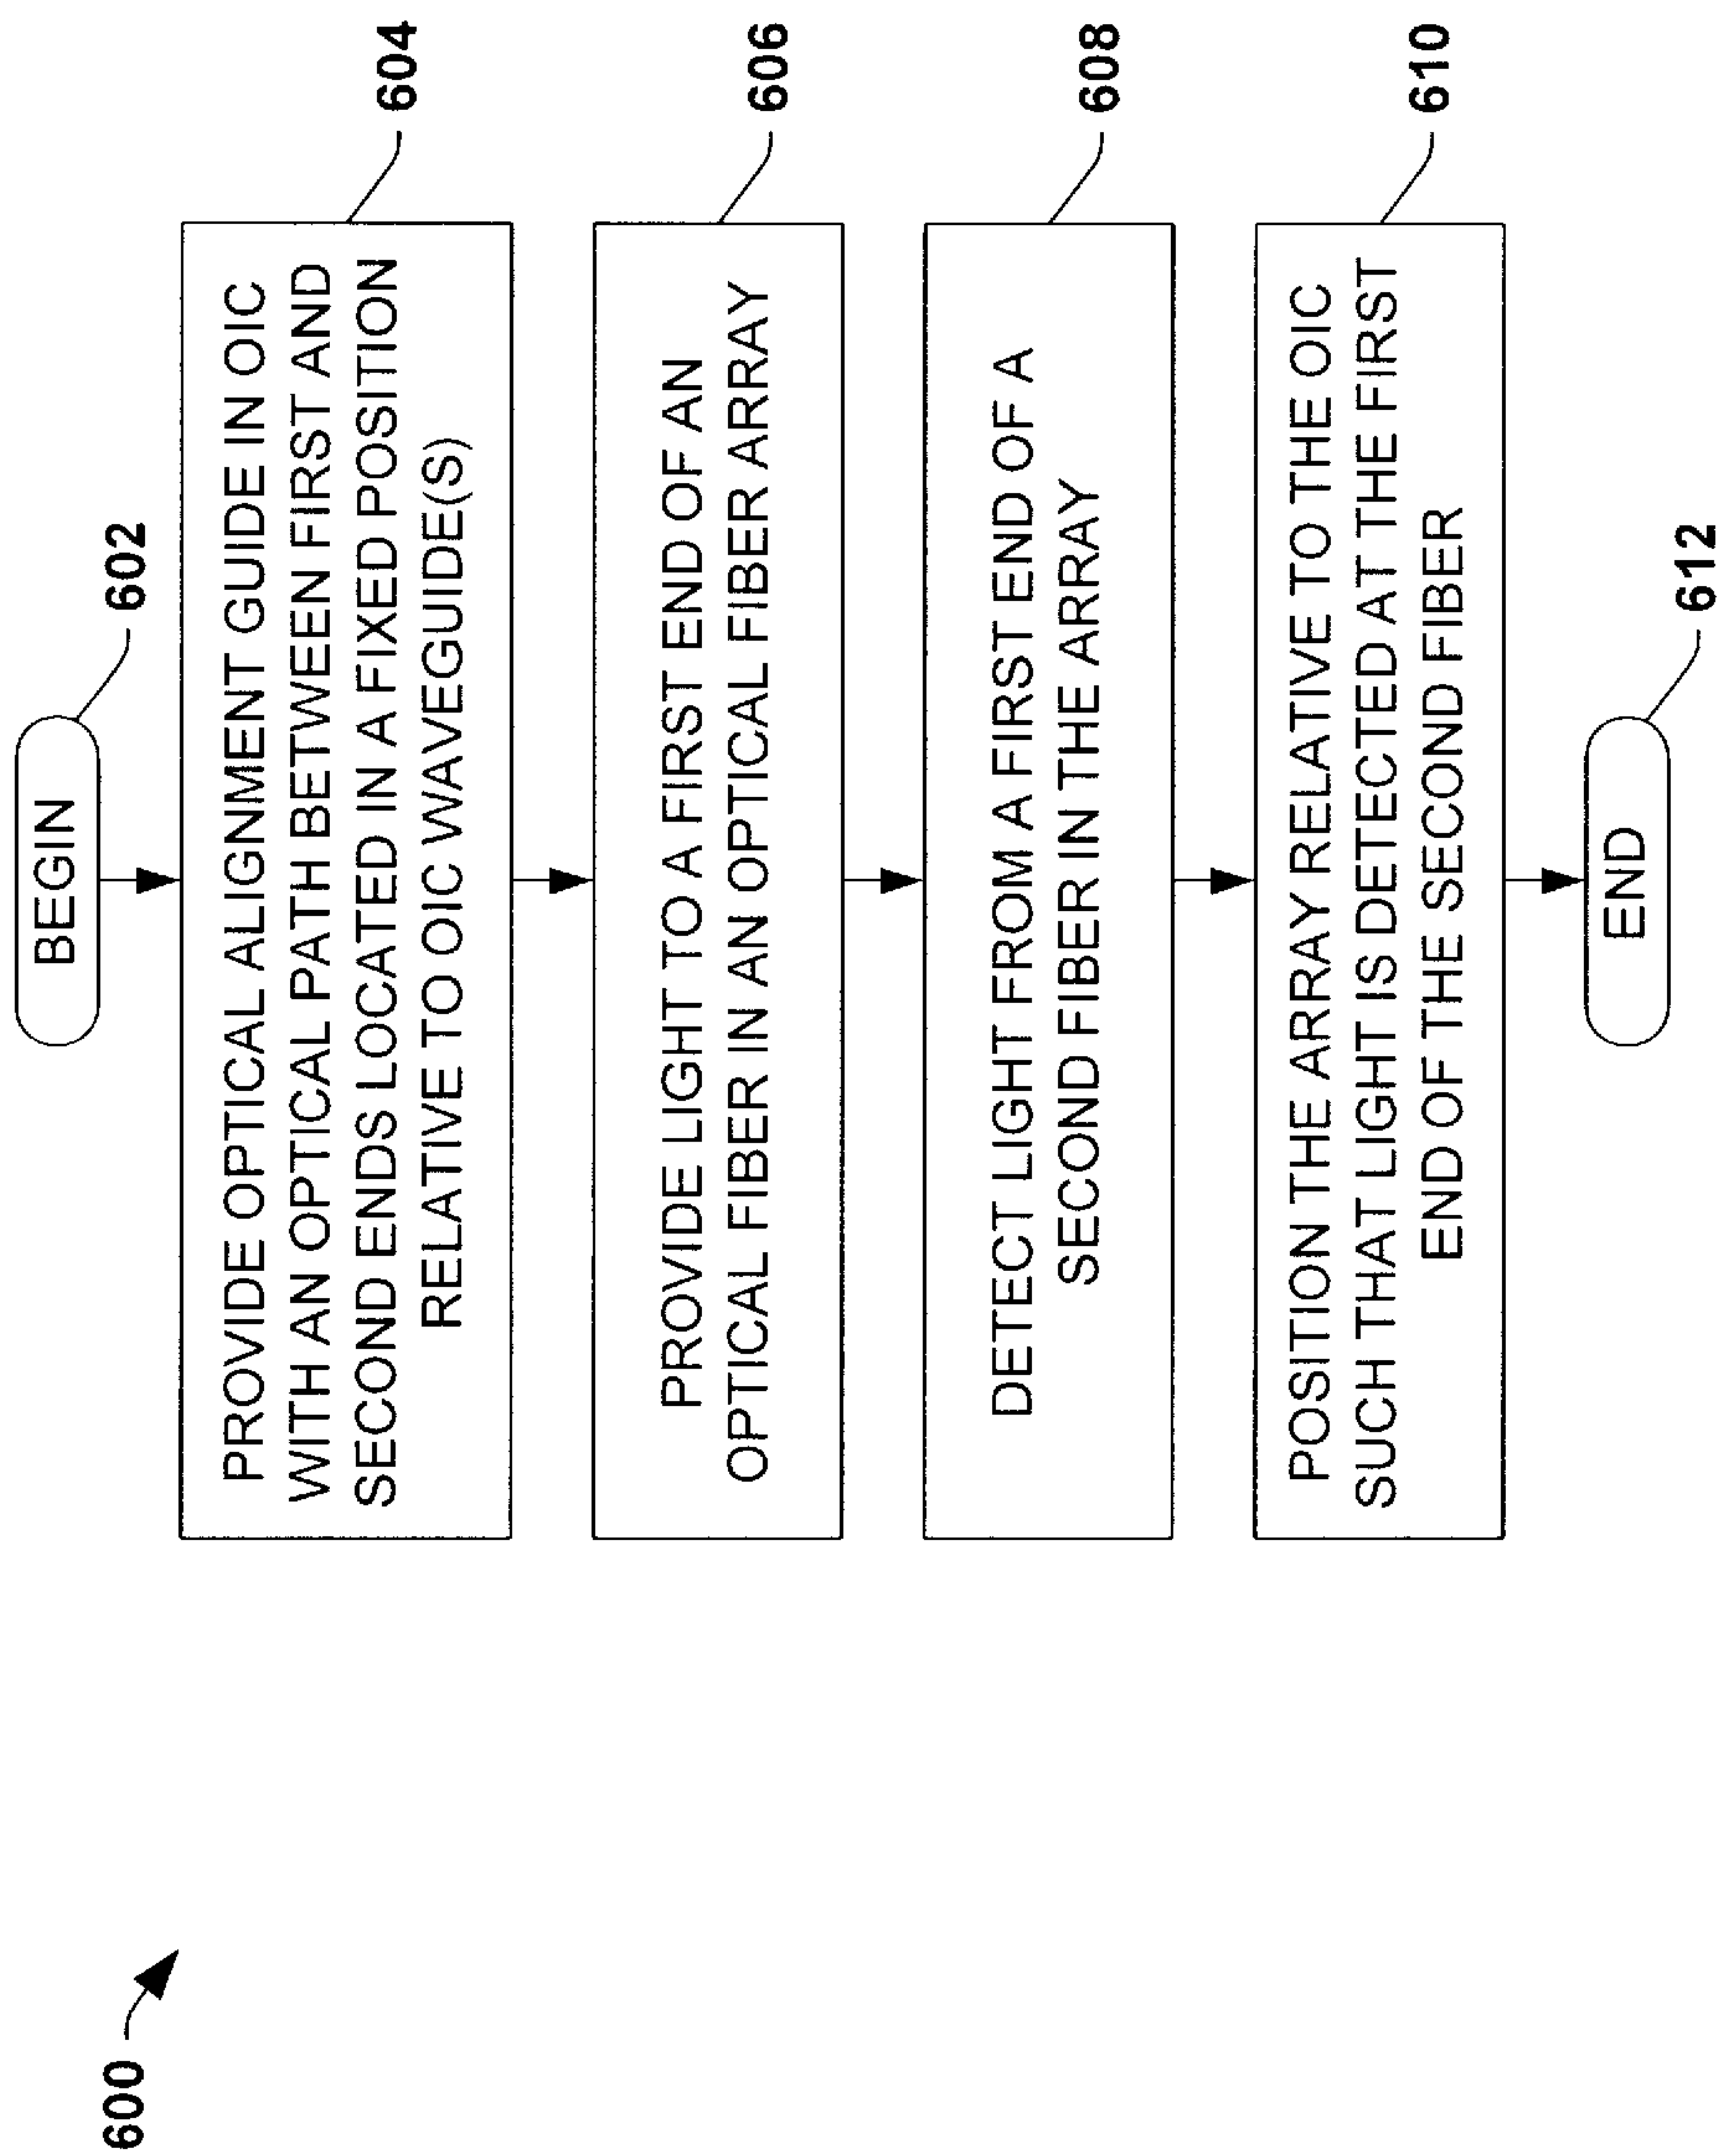 600
BEGIN
602
PROVIDE OPTICAL ALIGNMENT GUIDE IN OIC
WITH AN OPTICAL PATH BETWEEN FIRST AND
SECOND ENDS LOCATED IN A FIXED POSITION
RELATIVE TO OIC WAVEGUIDE(S)
604
PROVIDE LIGHT TO A FIRST END OF AN
OPTICAL FIBER IN AN OPTICAL FIBER ARRAY
606
DETECT LIGHT FROM A FIRST END OF A
SECOND FIBER IN THE ARRAY
608
POSITION THE ARRAY RELATIVE TO THE OIC
SUCH THAT LIGHT IS DETECTED AT THE FIRST
END OF THE SECOND FIBER
610
END
612